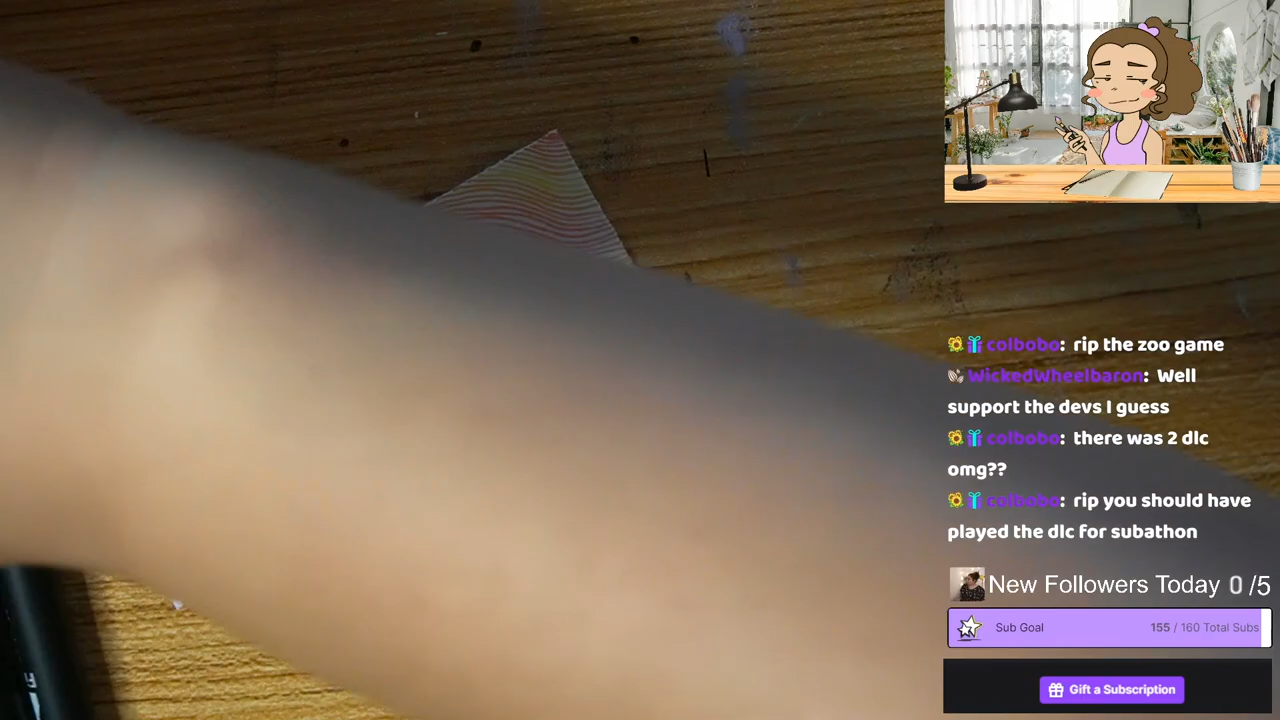 colbobo: rip the zoo game
WickedWheelbaron: Well
support the devs I guess
colbobo: there was 2 dlc
omg??
colbobo: rip you should have
played the dlc for subathon
New Followers Today 0 /5
Sub Goal 155 / 160 Total Subs
Gift a Subscription